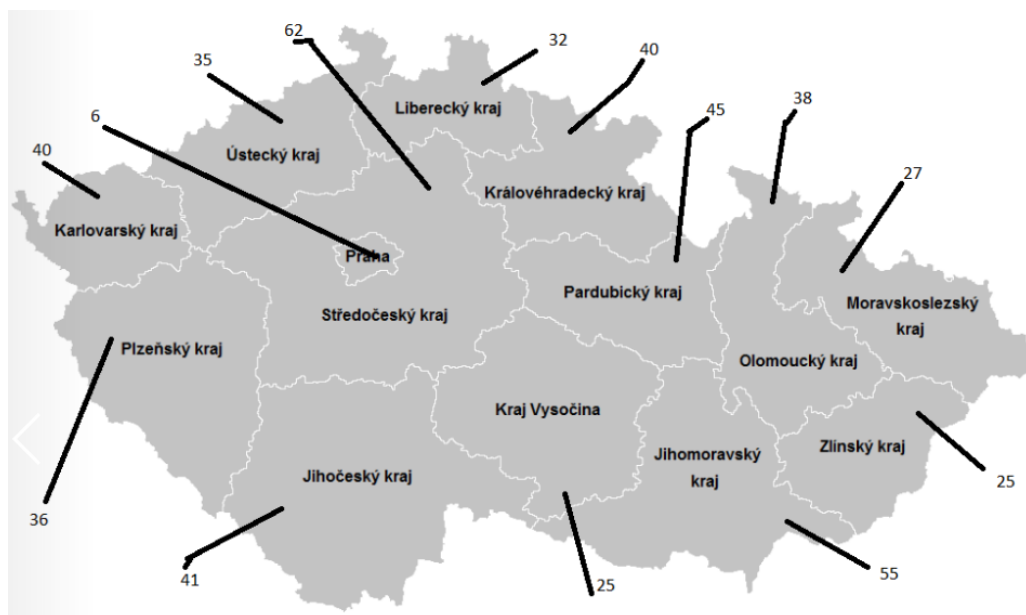 62
32
40
35
45
6
38
Liberecký kraj
40
Ústecký kraj
27
Královéhradecký kraj
Karlovarský kraj
Praha
Pardubický kraj
Moravskoslezský
kraj
Středočeský kraj
Plzeňský kraj
Olomoucký kraj
Kraj Vysočina
Zlínský kraj
Jihomoravský
kraj
Jihočeský kraj
25
36
41
25
55